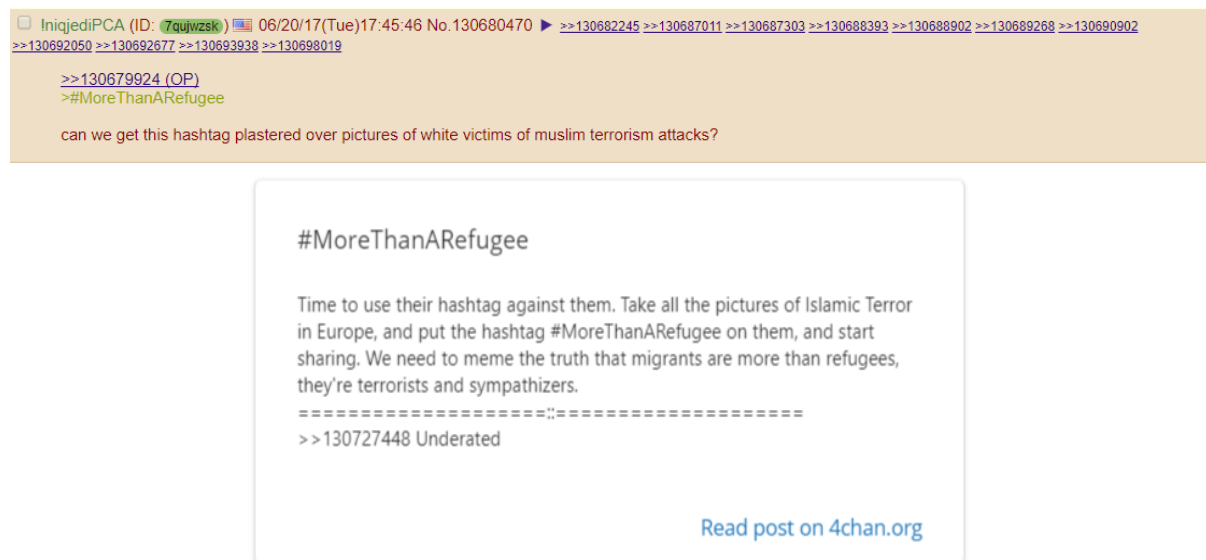 !niqjediPCA (ID: 7qujwzsk) 06/20/17(Tue)17:45:46 No.130680470 ▶ >>130682245 >>130687011 >>130687303 >>130688393 >>130688902 >>130689268 >>130690902
>>130692050 >>130692677 >>130693938 >>130698019
>>130679924 (OP)
>#MoreThanARefugee
can we get this hashtag plastered over pictures of white victims of muslim terrorism attacks?
#MoreThanARefugee
Time to use their hashtag against them. Take all the pictures of Islamic Terror
in Europe, and put the hashtag #MoreThanARefugee on them, and start
sharing. We need to meme the truth that migrants are more than refugees,
they're terrorists and sympathizers.
====================::====================
>>130727448 Underated
Read post on 4chan.org